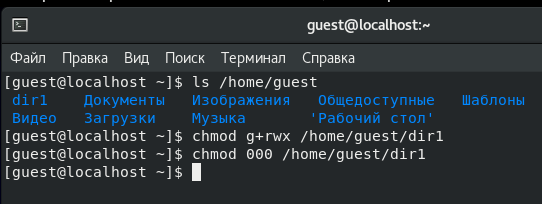 guest@localhost:~
Файл Правка Вид Поиск Терминал Справка
[guest@localhost ~]$ ls /home/guest
dir1 Документы Изображения Общедоступные Шаблоны
Видео Загрузки Музыка 'Рабочий стол'
[guest@localhost ~]$ chmod g+rwx /home/guest/dir1
[guest@localhost ~]$ chmod 000 /home/guest/dir1
[guest@localhost ~]$